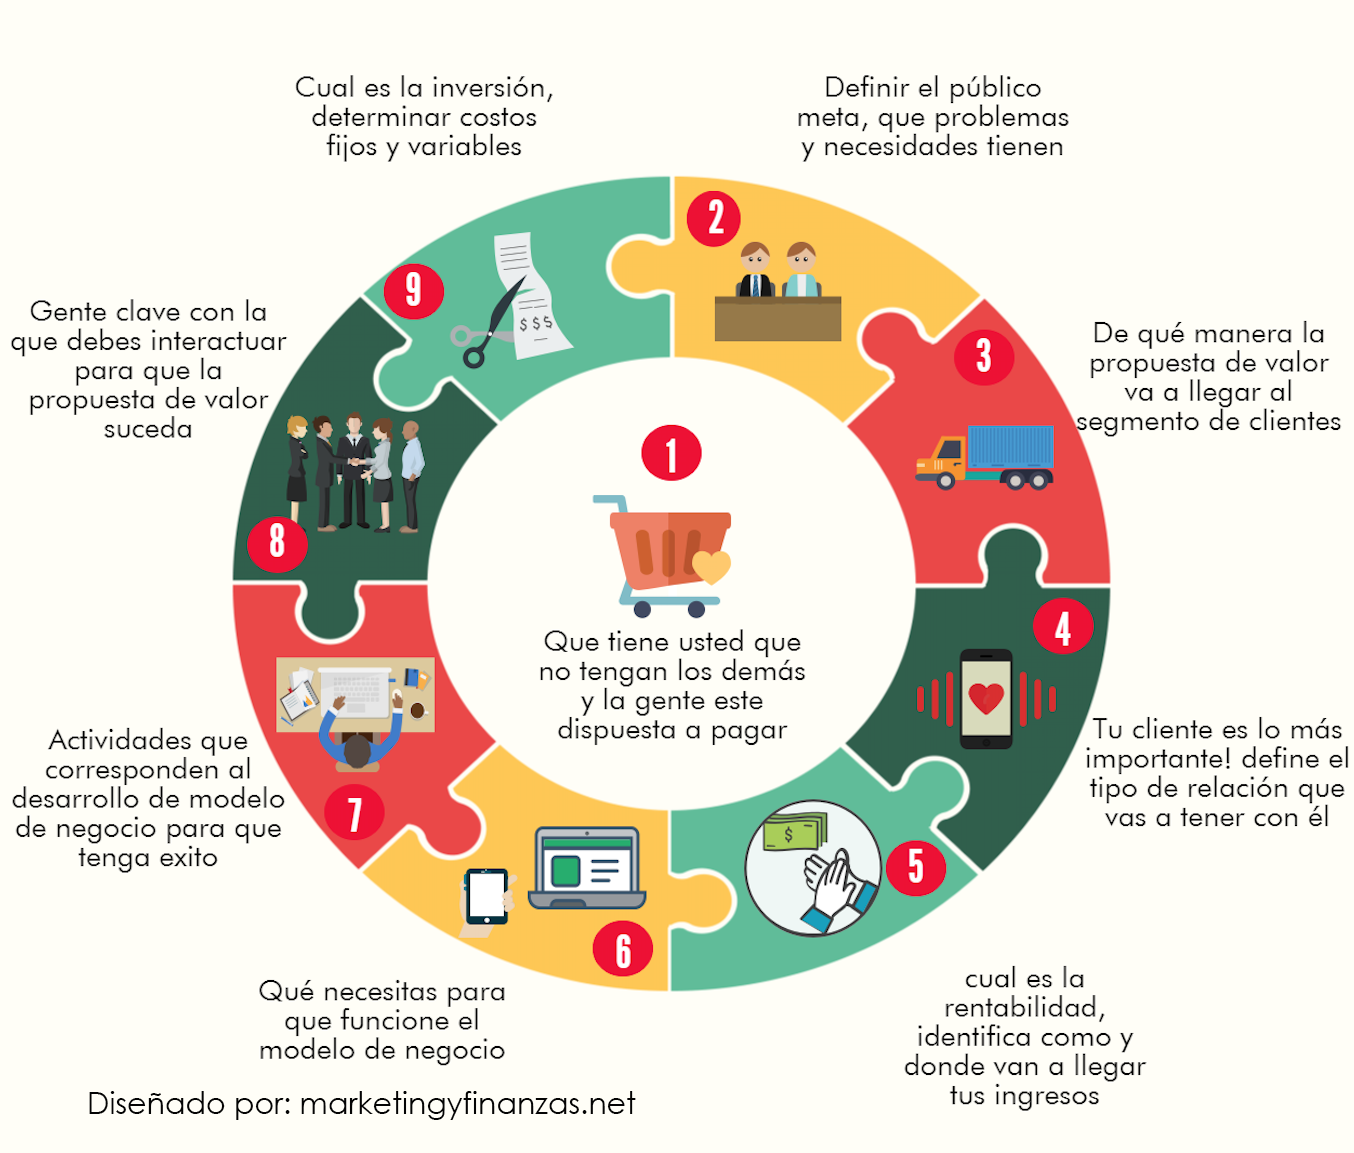 Cual es la inversión,
determinar costos
fijos y variables
Definir el público
meta, que problemas
y necesidades tienen
2
9
$ $ $
Gente clave con la
que debes interactuar
para que la
propuesta de valor
suceda
3
De qué manera la
propuesta de valor
va a llegar al
segmento de clientes
1
8
Que tiene usted que
no tengan los demás
y la gente este
dispuesta a pagar
4
Tu cliente es lo más
importante! define el
tipo de relación que
vas a tener con él
Actividades que
corresponden al
desarrollo de modelo
de negocio para que
tenga exito
7
$
5
6
Qué necesitas para
que funcione el
modelo de negocio
cual es la
rentabilidad,
identifica como y
donde van a llegar
tus ingresos
Diseñado por: marketingyfinanzas.net